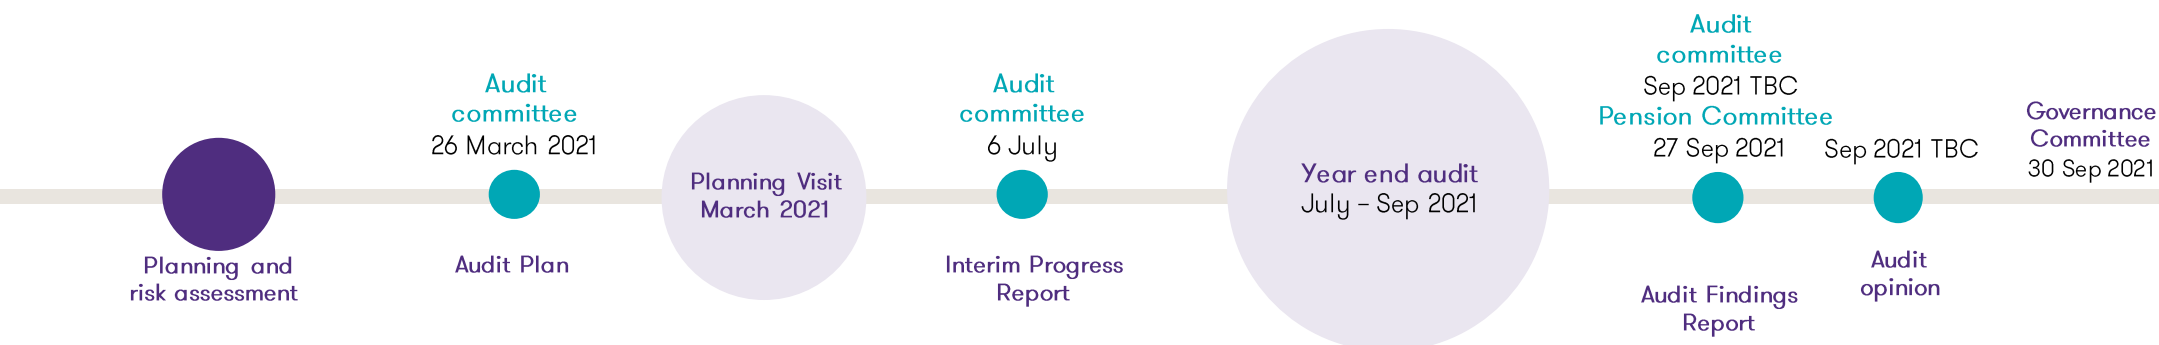 Planning and
risk assessment
Audit
committee
26 March 2021
Audit Plan
Planning Visit
March 2021
Audit
committee
6 July
Interim Progress
Report
Year end audit
July – Sep 2021
Audit
committee
Sep 2021 TBC
Pension Committee
27 Sep 2021
Audit Findings
Report
Sep 2021 TBC
Audit
opinion
Governance
Committee
30 Sep 2021